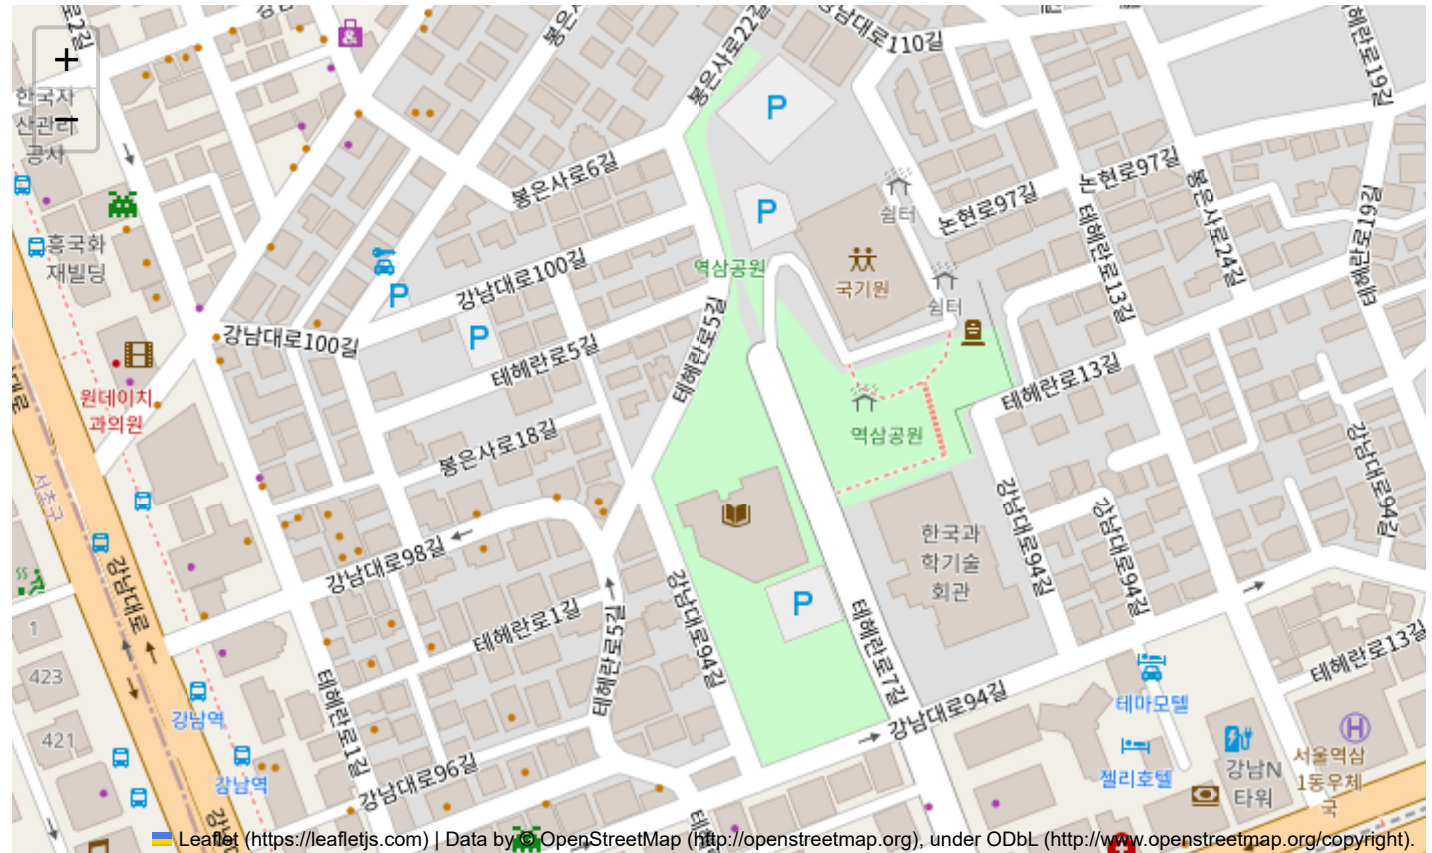 로2길
강남
봉은사
봉은사로22길
강남대로110길
헤란로19길
+
−
한국자
산관리
공사
P
봉은사로6길
논현로97길
쉼터
논현로97길
테헤란로13길
봉은사로24길
테헤란로19길
P
흥국화
재빌딩
역삼공원
국기원
쉼터
강남대로100길
P
강남대로100길
P
테헤란로5길
테헤란로5길
원데이치
과의원
테헤란로13길
역삼공원
봉은사로18길
서초구
강남대로94길
강남대로94길
강남대로94길
한국과
학기술
회관
강남대로
강남대로98길
P
테헤란로1길
테헤란로5길
강남대로94길
테헤란로7길
1
423
421
테헤란로1길
강남역
강남역
강남대로96길
강남대로94길
테헤란로13길
테마모텔
젤리호텔
강남N
타워
H
서울역삼
1동우체
국
Leaflet (https://leafletjs.com) | Data by © OpenStreetMap (http://openstreetmap.org), under ODbL (http://www.openstreetmap.org/copyright).